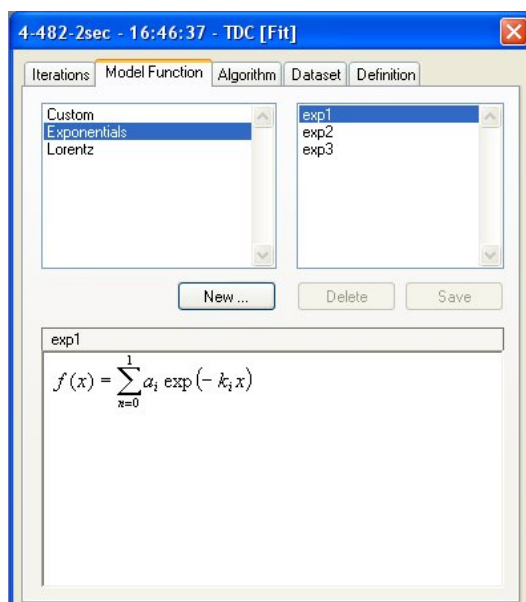 4-482-2sec - 16:46:37 - TDC [Fit]
Iterations Model Function Algorithm Dataset Definition
Custom
Exponentials
Lorentz
exp1
exp2
exp3
New ... Delete Save
exp1
f(x) = ∑_{n=0}^{1} a_i exp(- k_i x)